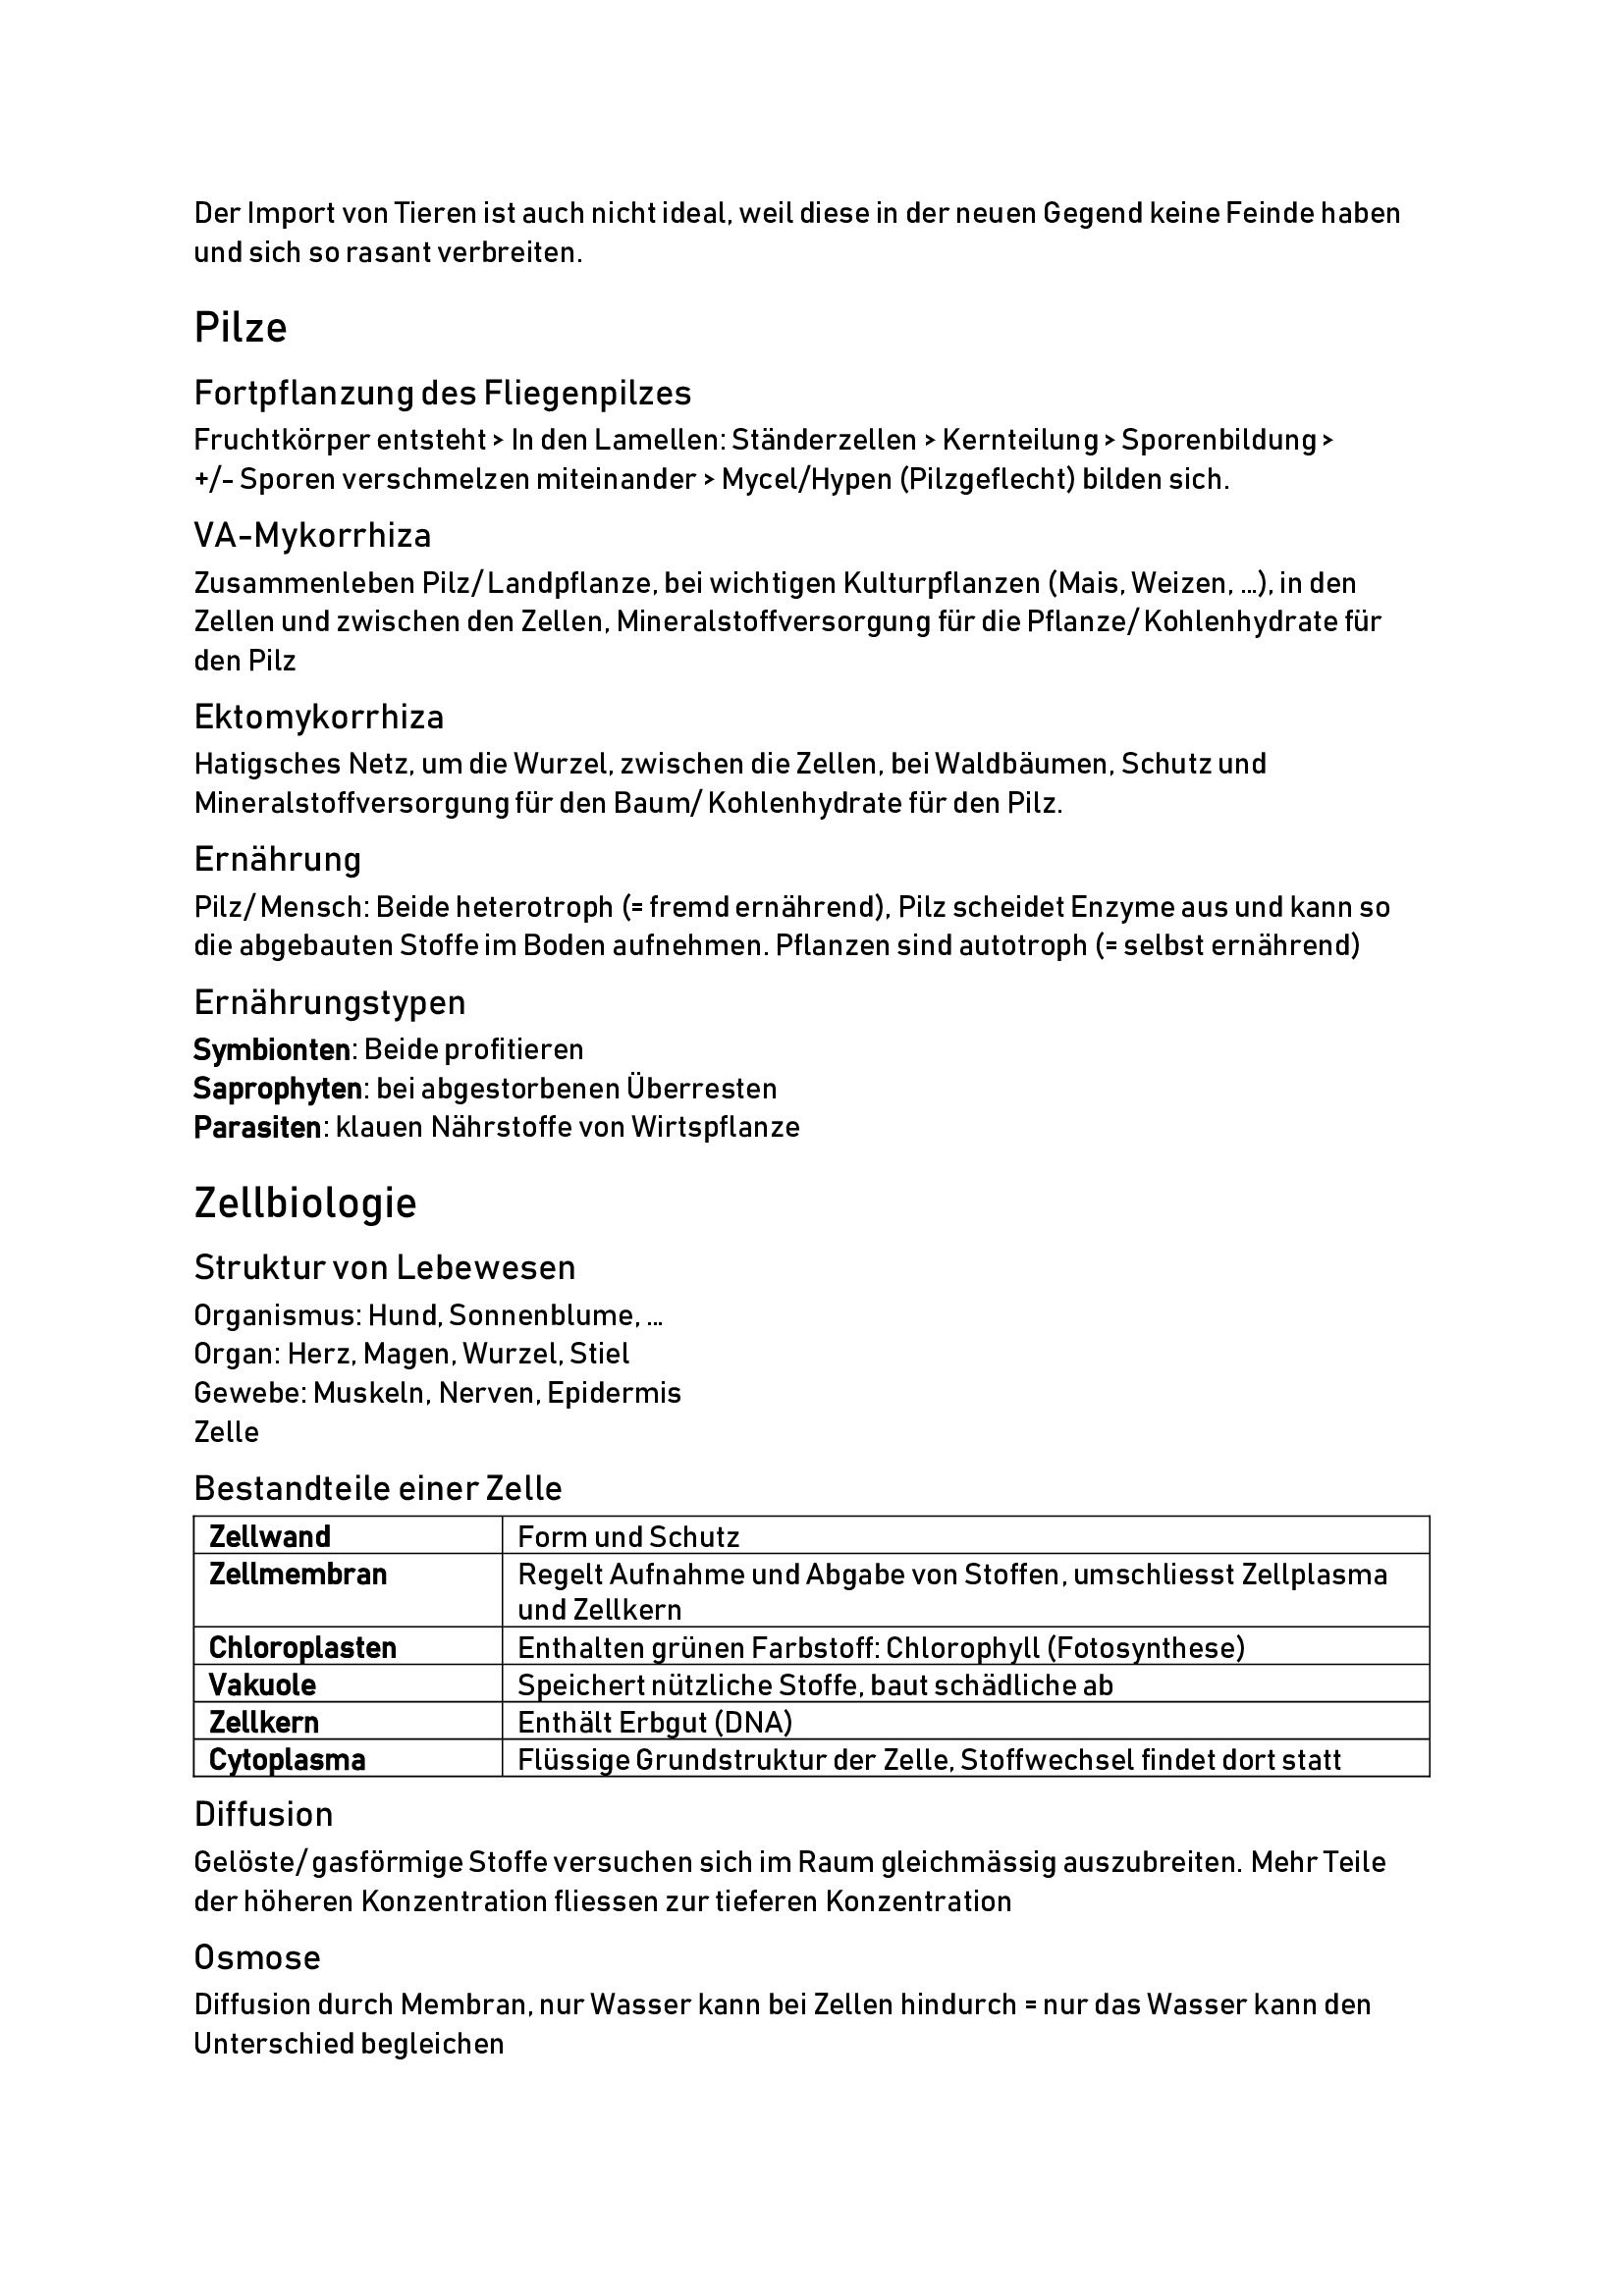 Der Import von Tieren ist auch nicht ideal, weil diese in der neuen Gegend keine Feinde haben
und sich so rasant verbreiten.
Pilze
Fortpflanzung des Fliegenpilzes
Fruchtkörper entsteht > In den Lamellen: Ständerzellen > Kernteilung > Sporenbildung >
+/- Sporen verschmelzen miteinander > Mycel/Hypen (Pilzgeflecht) bilden sich.
VA-Mykorrhiza
Zusammenleben Pilz/ Landpflanze, bei wichtigen Kulturpflanzen (Mais, Weizen, ...), in den
Zellen und zwischen den Zellen, Mineralstoffversorgung für die Pflanze/ Kohlenhydrate für
den Pilz
Ektomykorrhiza
Hatigsches Netz, um die Wurzel, zwischen die Zellen, bei Waldbäumen, Schutz und
Mineralstoffversorgung für den Baum/ Kohlenhydrate für den Pilz.
Ernährung
Pilz/ Mensch: Beide heterotroph (= fremd ernährend), Pilz scheidet Enzyme aus und kann so
die abgebauten Stoffe im Boden aufnehmen. Pflanzen sind autotroph (= selbst ernährend)
Ernährungstypen
Symbionten: Beide profitieren
Saprophyten: bei abgestorbenen Überresten
Parasiten: klauen Nährstoffe von Wirtspflanze
Zellbiologie
Struktur von Lebewesen
Organismus: Hund, Sonnenblume, ...
Organ: Herz, Magen, Wurzel, Stiel
Gewebe: Muskeln, Nerven, Epidermis
Zelle
Bestandteile einer Zelle
Zellwand Form und Schutz
Zellmembran Regelt Aufnahme und Abgabe von Stoffen, umschliesst Zellplasma
und Zellkern
Chloroplasten Enthalten grünen Farbstoff: Chlorophyll (Fotosynthese)
Vakuole Speichert nützliche Stoffe, baut schädliche ab
Zellkern Enthält Erbgut (DNA)
Cytoplasma Flüssige Grundstruktur der Zelle, Stoffwechsel findet dort statt
Diffusion
Gelöste/ gasförmige Stoffe versuchen sich im Raum gleichmässig auszubreiten. Mehr Teile
der höheren Konzentration fliessen zur tieferen Konzentration
Osmose
Diffusion durch Membran, nur Wasser kann bei Zellen hindurch = nur das Wasser kann den
Unterschied begleichen